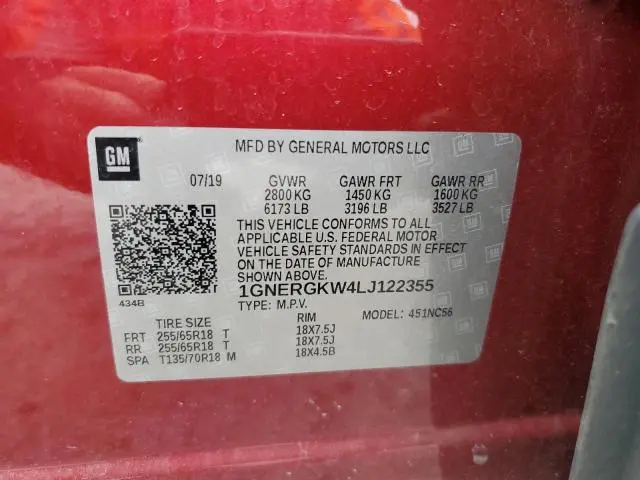 GM
MFD BY GENERAL MOTORS LLC
07/19 GVWR GAWR FRT GAWR RR
2800 KG 1450 KG 1600 KG
6173 LB 3196 LB 3527 LB
THIS VEHICLE CONFORMS TO ALL
APPLICABLE U.S. FEDERAL MOTOR
VEHICLE SAFETY STANDARDS IN EFFECT
ON THE DATE OF MANUFACTURE
SHOWN ABOVE.
434B
1GNERGKW4LJ122355
TYPE: M.P.V.
MODEL: 451NC56
TIRE SIZE RIM
FRT 255/65R18 T 18X7.5J
RR 255/65R18 T 18X7.5J
SPA T135/70R18 M 18X4.5B